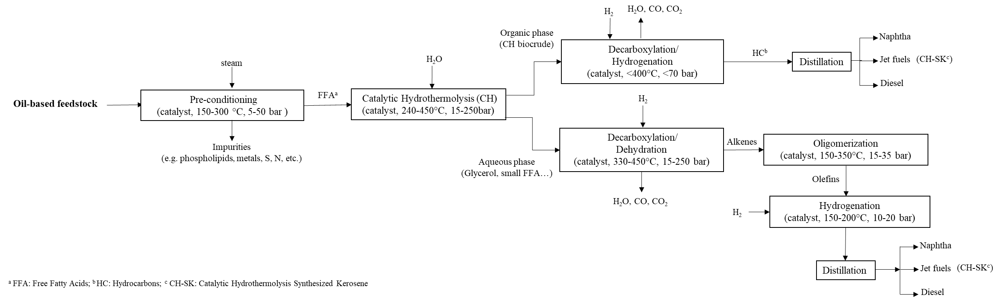 Oil-based feedstock
steam
Pre-conditioning
(catalyst, 150-300 °C, 5-50 bar )
Impurities
(e.g. phospholipids, metals, S, N, etc.)
FFAᵃ
H₂O
Catalytic Hydrothermolysis (CH)
(catalyst, 240-450°C, 15-250bar)
Organic phase
(CH biocrude)
H₂
H₂O, CO, CO₂
Decarboxylation/
Hydrogenation
(catalyst, <400°C, <70 bar)
HCᵇ
Distillation
Naphtha
Jet fuels (CH-SKᶜ)
Diesel
Aqueous phase
(Glycerol, small FFA…)
H₂
Decarboxylation/
Dehydration
(catalyst, 330-450°C, 15-250 bar)
H₂O, CO, CO₂
Alkenes
Oligomerization
(catalyst, 150-350°C, 15-35 bar)
Olefins
H₂
Hydrogenation
(catalyst, 150-200°C, 10-20 bar)
Distillation
Naphtha
Jet fuels (CH-SKᶜ)
Diesel
ᵃ FFA: Free Fatty Acids; ᵇ HC: Hydrocarbons; ᶜ CH-SK: Catalytic Hydrothermolysis Synthesized Kerosene